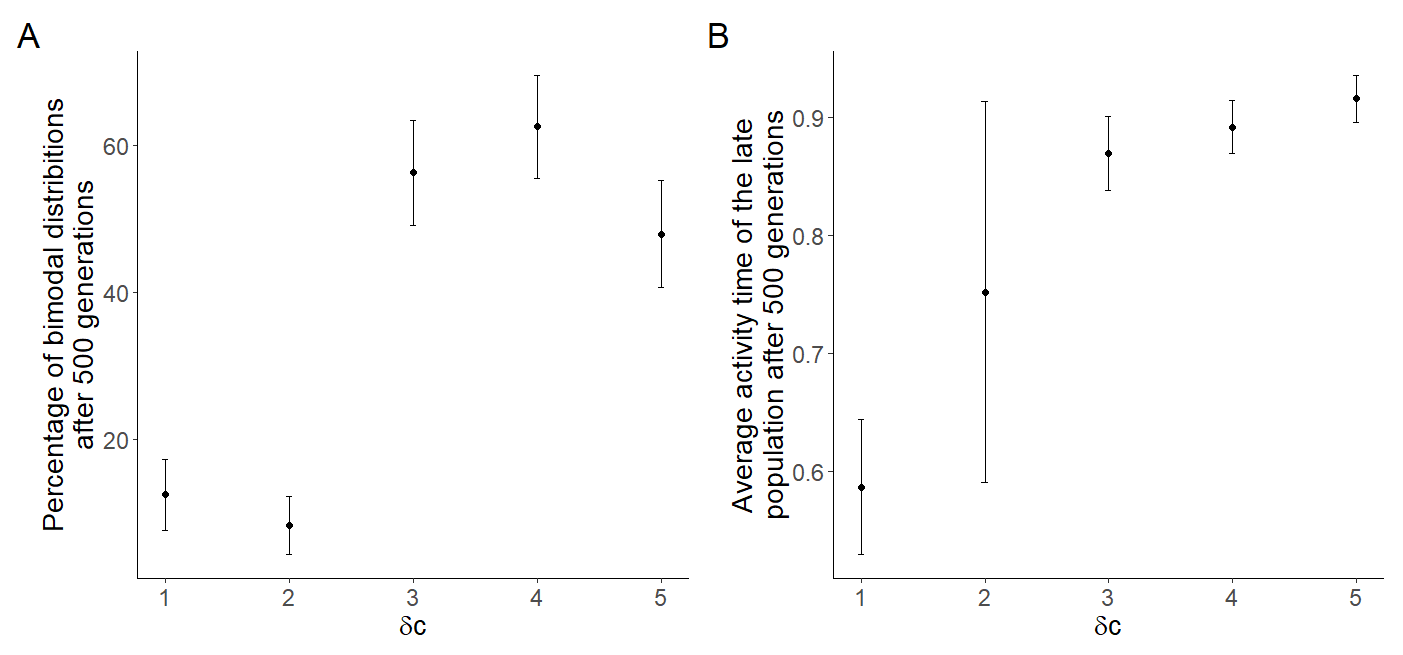 A
Percentage of bimodal distribitions
after 500 generations
60
40
20
1 2 3 4 5
δc
B
Average activity time of the late
population after 500 generations
0.9
0.8
0.7
0.6
1 2 3 4 5
δc